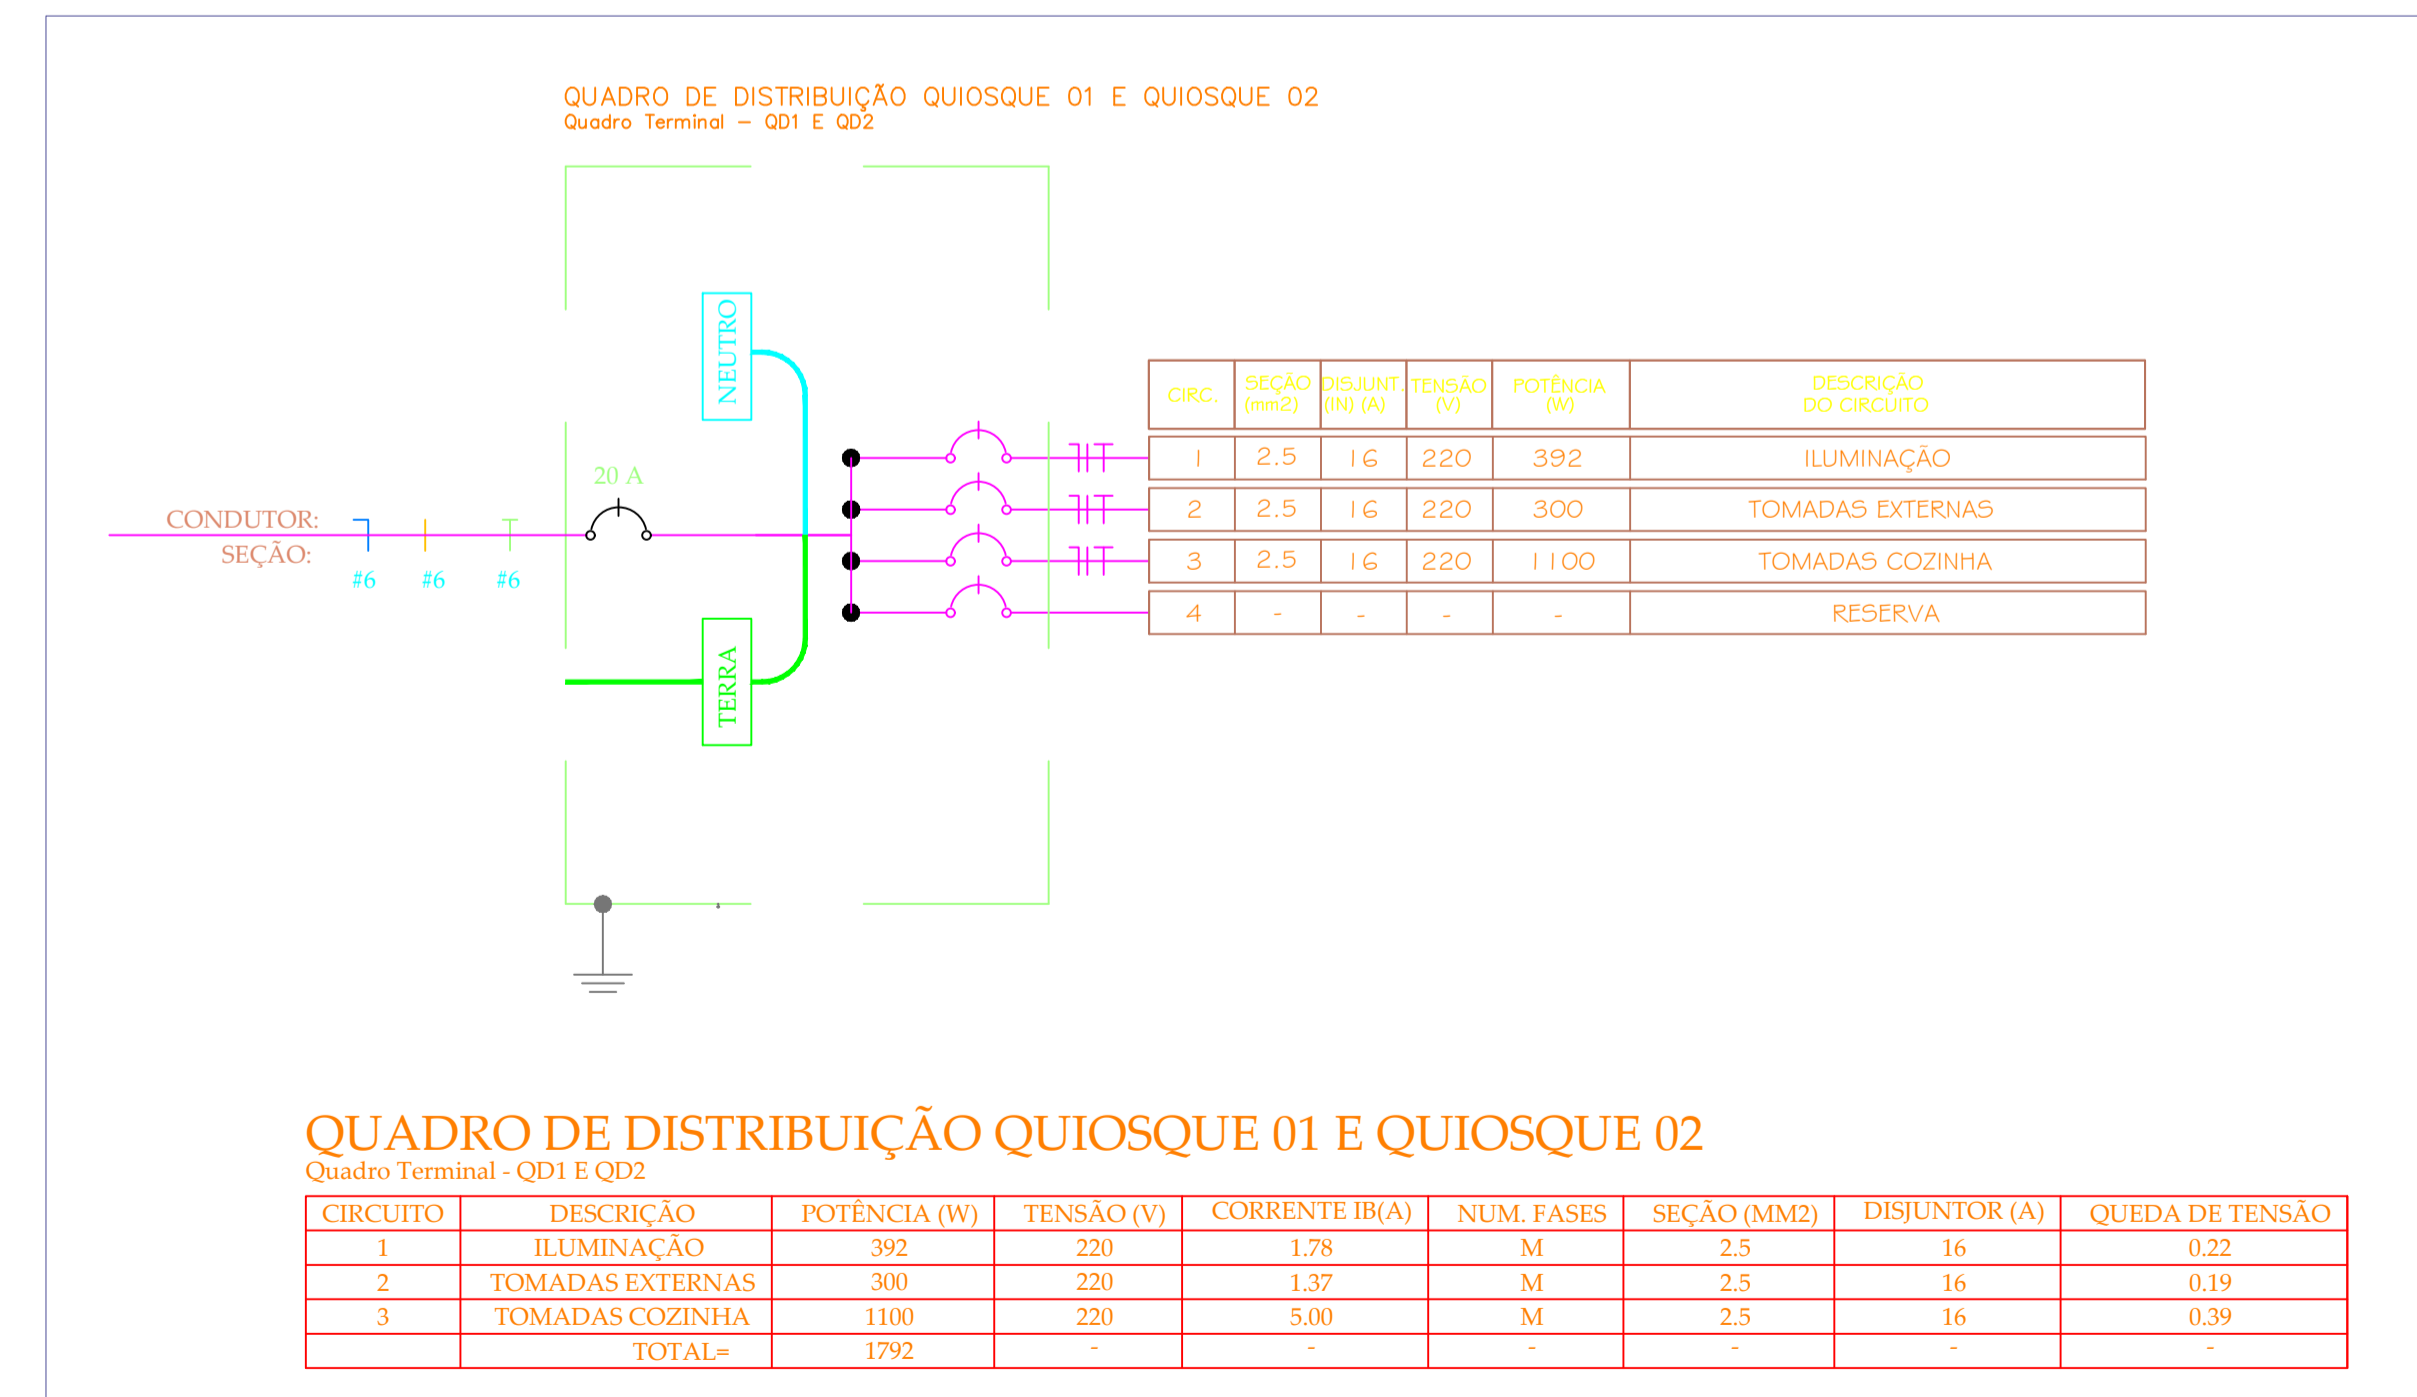 QUADRO DE DISTRIBUIÇÃO QUIOSQUE 01 E QUIOSQUE 02
Quadro Terminal – QD1 E QD2
NEUTRO
20 A
CONDUTOR:
SEÇÃO:
#6 #6 #6
TERRA
CIRC. SEÇÃO (mm2) DISJUNT. (IN) (A) TENSÃO (V) POTÊNCIA (W) DESCRIÇÃO DO CIRCUITO
1 2.5 16 220 392 ILUMINAÇÃO
2 2.5 16 220 300 TOMADAS EXTERNAS
3 2.5 16 220 1100 TOMADAS COZINHA
4 - - - - RESERVA
QUADRO DE DISTRIBUIÇÃO QUIOSQUE 01 E QUIOSQUE 02
Quadro Terminal - QD1 E QD2
CIRCUITO DESCRIÇÃO POTÊNCIA (W) TENSÃO (V) CORRENTE IB(A) NUM. FASES SEÇÃO (MM2) DISJUNTOR (A) QUEDA DE TENSÃO
1 ILUMINAÇÃO 392 220 1.78 M 2.5 16 0.22
2 TOMADAS EXTERNAS 300 220 1.37 M 2.5 16 0.19
3 TOMADAS COZINHA 1100 220 5.00 M 2.5 16 0.39
TOTAL= 1792 - - - - - -